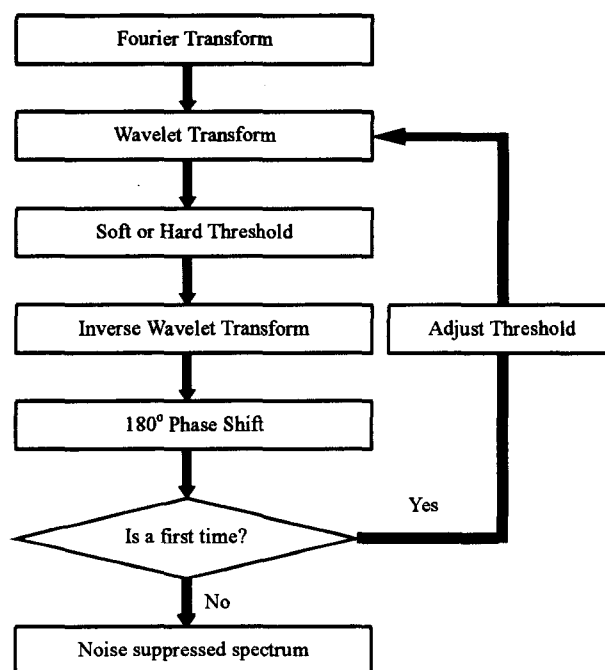 Fourier Transform
Wavelet Transform
Soft or Hard Threshold
Inverse Wavelet Transform
Adjust Threshold
180° Phase Shift
Yes
Is a first time?
No
Noise suppressed spectrum